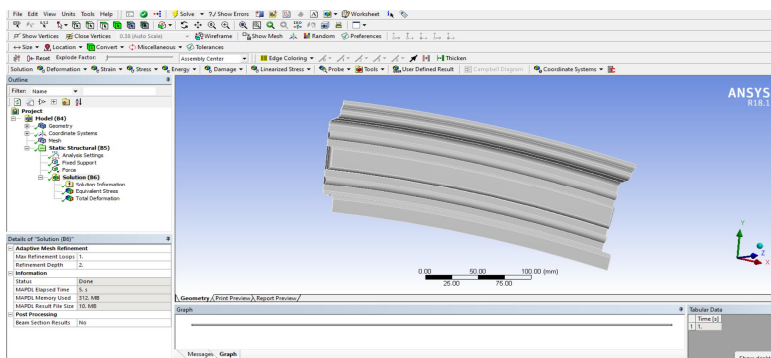 File Edit View Units Tools Help Solve ?/ Show Errors A Worksheet
Show Vertices Close Vertices 0.38 (Auto Scale) Wireframe Show Mesh Random Preferences
Size Location Convert Miscellaneous Tolerances
Reset Explode Factor: Assembly Center Edge Coloring Thicken
Solution Deformation Strain Stress Energy Damage Linearized Stress Probe Tools User Defined Result Campbell Diagram Coordinate Systems
Outline
Filter: Name
Project
Model (B4)
Geometry
Coordinate Systems
Mesh
Static Structural (B5)
Analysis Settings
Fixed Support
Force
Solution (B6)
Solution Information
Equivalent Stress
Total Deformation
Details of "Solution (B6)"
Adaptive Mesh Refinement
Max Refinement Loops 1.
Refinement Depth 2.
Information
Status Done
MAPDL Elapsed Time 5. s
MAPDL Memory Used 312. MB
MAPDL Result File Size 10. MB
Post Processing
Beam Section Results No
ANSYS
R18.1
Y
Z
X
0.00 50.00 100.00 (mm)
25.00 75.00
Geometry Print Preview Report Preview
Graph
Messages Graph
Tabular Data
Time [s]
1 1.